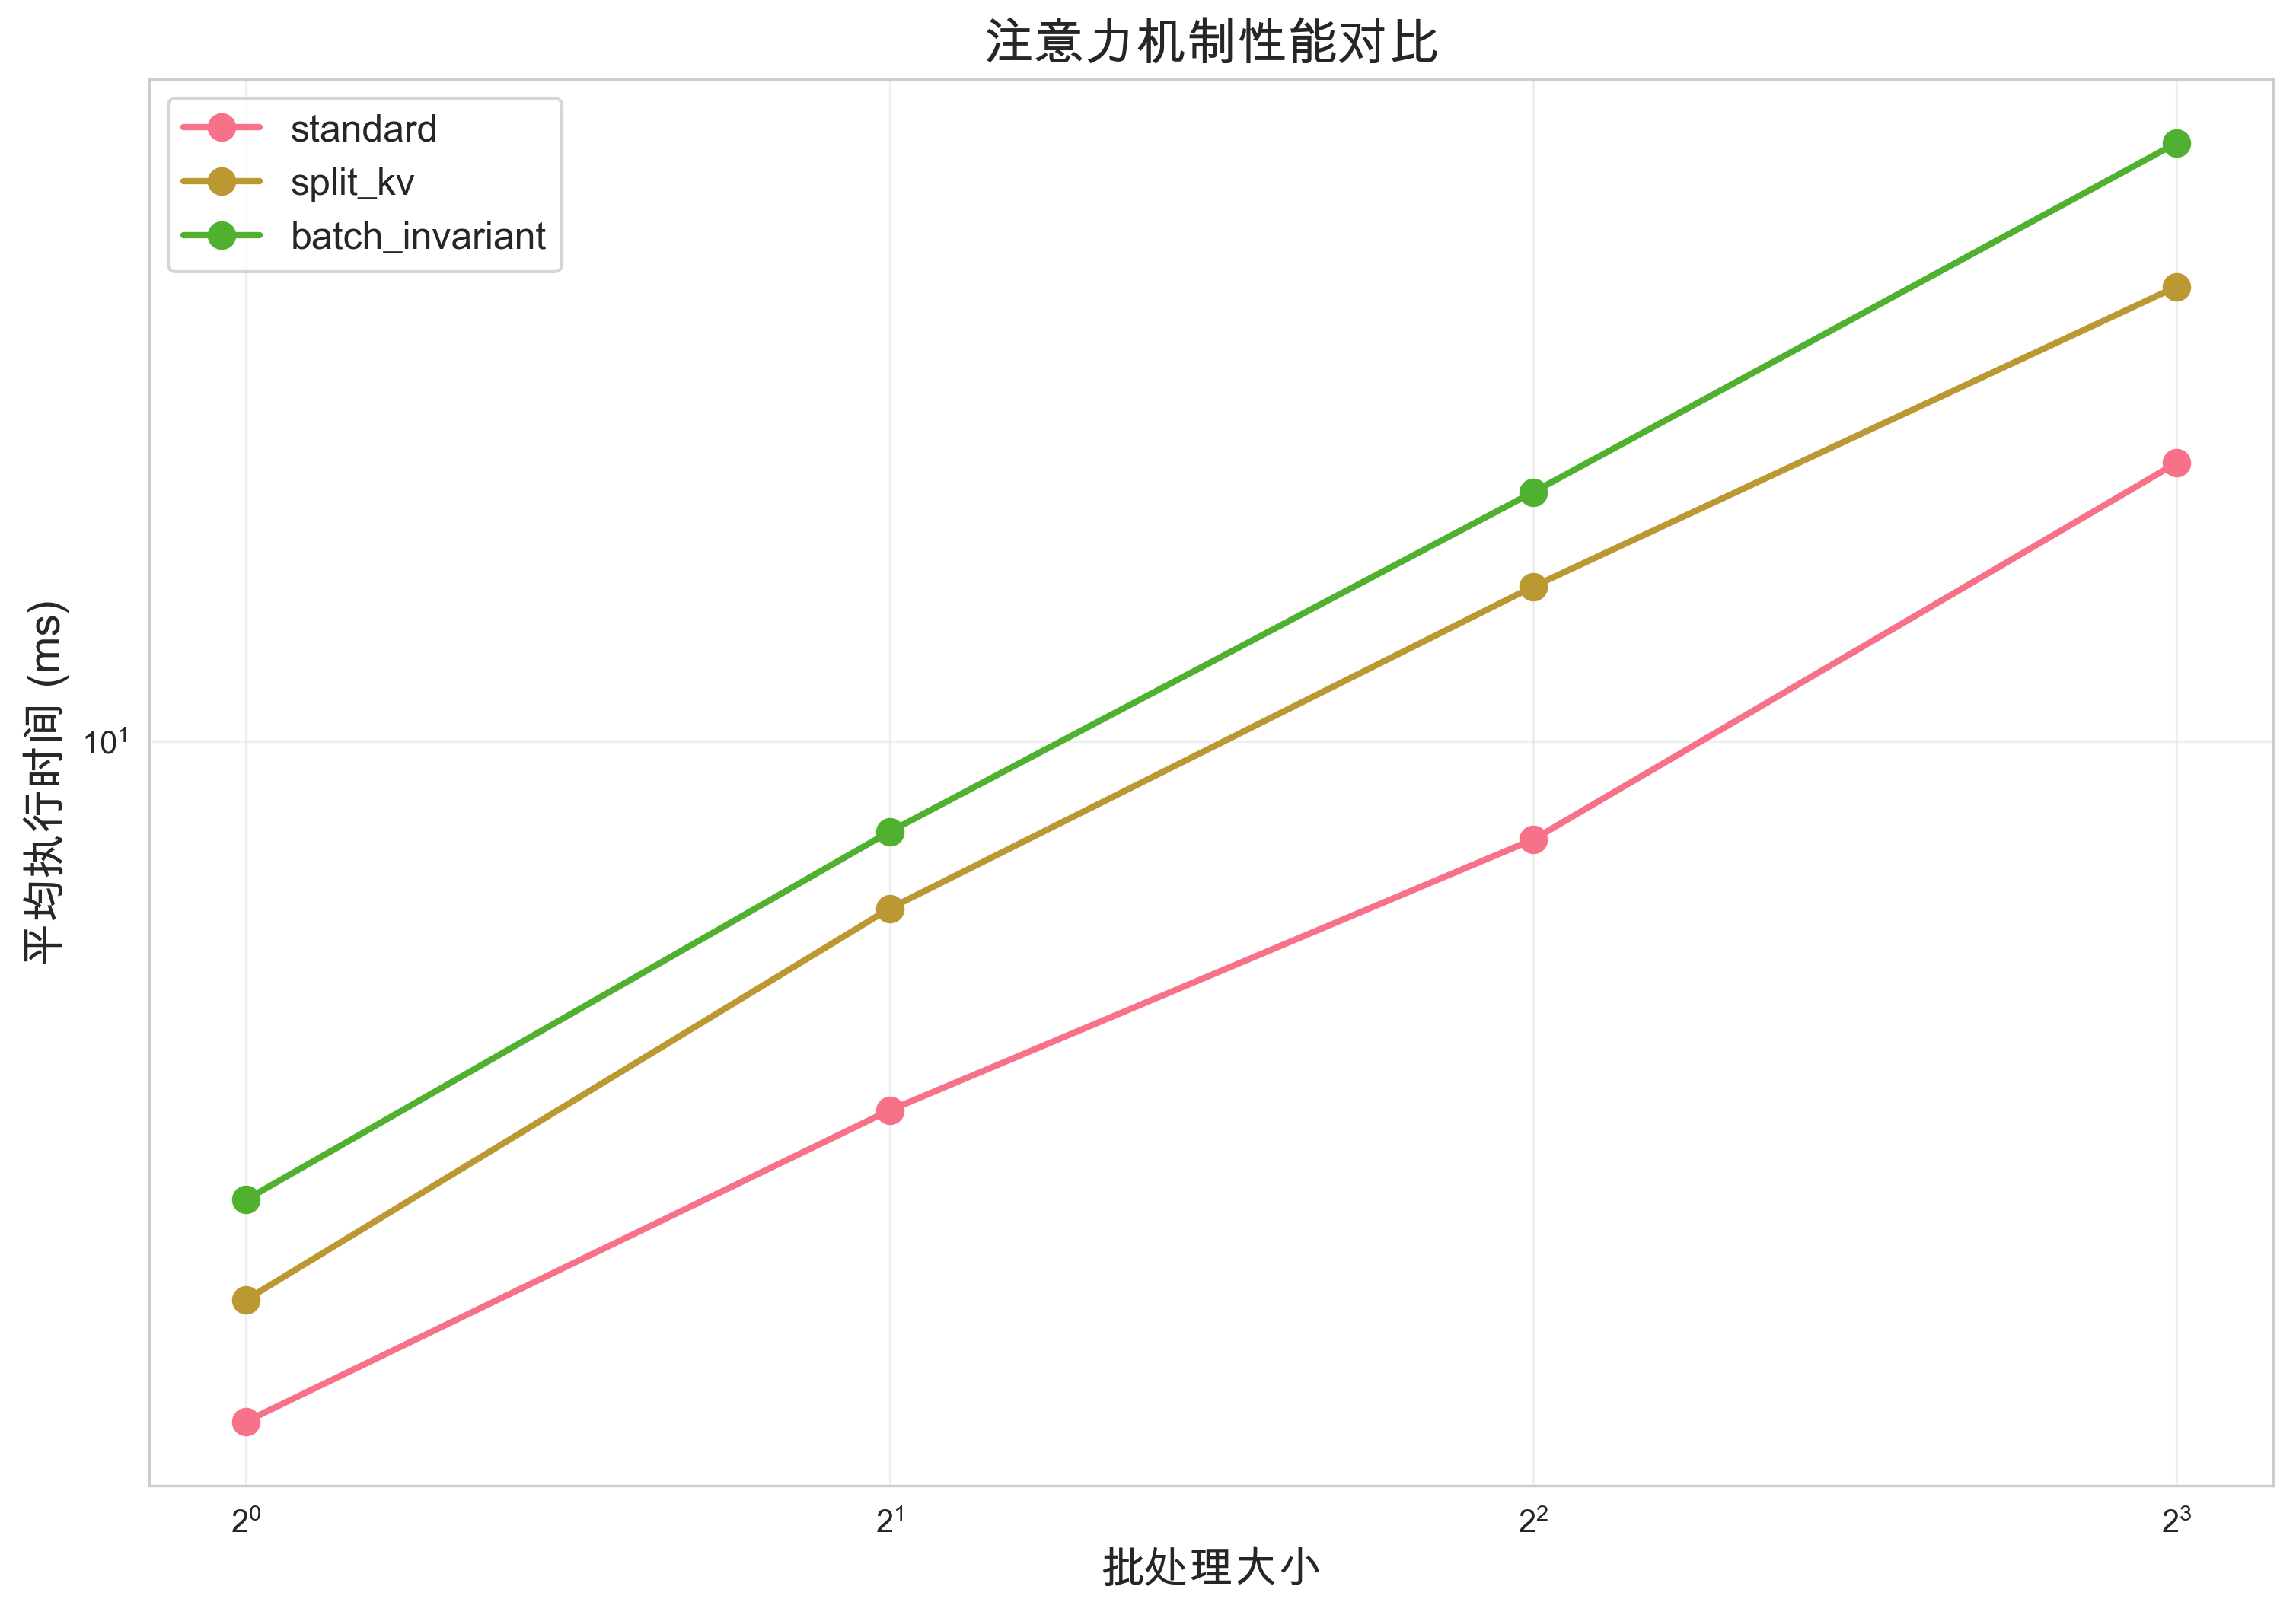 注意力机制性能对比
standard
split_kv
batch_invariant
平均执行时间 (ms)
10¹
2⁰ 2¹ 2² 2³
批处理大小